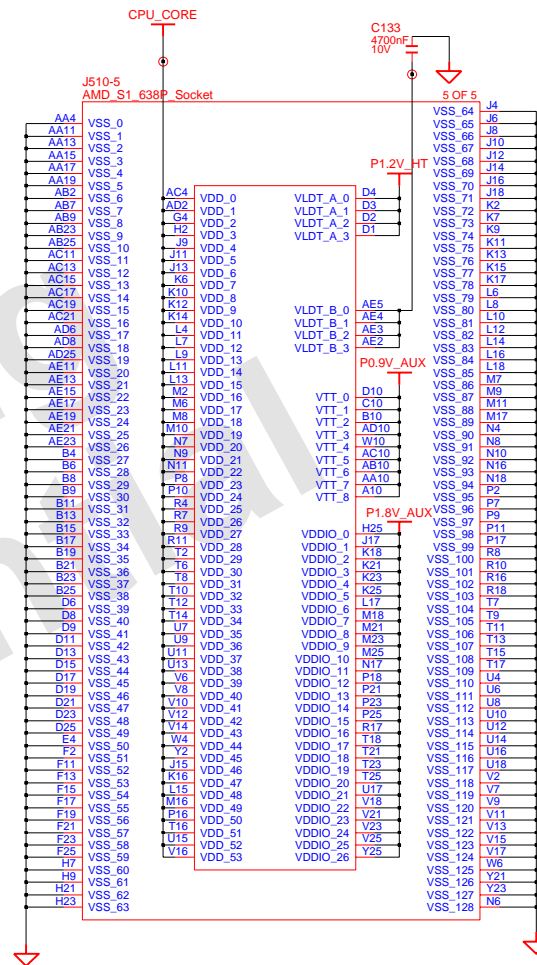 CPU_CORE
C133
4700nF
10V
J510-5
AMD_S1_638P_Socket
5 OF 5
AA4 VSS_0
AA11 VSS_1
AA13 VSS_2
AA15 VSS_3
AA17 VSS_4
AA19 VSS_5
AB2 VSS_6
AB7 VSS_7
AB9 VSS_8
AB23 VSS_9
AB25 VSS_10
AC11 VSS_11
AC13 VSS_12
AC15 VSS_13
AC17 VSS_14
AC19 VSS_15
AC21 VSS_16
AD6 VSS_17
AD8 VSS_18
AD25 VSS_19
AE11 VSS_20
AE13 VSS_21
AE15 VSS_22
AE17 VSS_23
AE19 VSS_24
AE21 VSS_25
AE23 VSS_26
B4 VSS_27
B6 VSS_28
B8 VSS_29
B9 VSS_30
B11 VSS_31
B13 VSS_32
B15 VSS_33
B17 VSS_34
B19 VSS_35
B21 VSS_36
B23 VSS_37
B25 VSS_38
D6 VSS_39
D8 VSS_40
D9 VSS_41
D11 VSS_42
D13 VSS_43
D15 VSS_44
D17 VSS_45
D19 VSS_46
D21 VSS_47
D23 VSS_48
D25 VSS_49
E4 VSS_50
F2 VSS_51
F11 VSS_52
F13 VSS_53
F15 VSS_54
F17 VSS_55
F19 VSS_56
F21 VSS_57
F23 VSS_58
F25 VSS_59
H7 VSS_60
H9 VSS_61
H21 VSS_62
H23 VSS_63
AC4 VDD_0
AD2 VDD_1
G4 VDD_2
H2 VDD_3
J9 VDD_4
J11 VDD_5
J13 VDD_6
K6 VDD_7
K10 VDD_8
K12 VDD_9
K14 VDD_10
L4 VDD_11
L7 VDD_12
L9 VDD_13
L11 VDD_14
L13 VDD_15
M2 VDD_16
M6 VDD_17
M8 VDD_18
M10 VDD_19
N7 VDD_20
N9 VDD_21
N11 VDD_22
P8 VDD_23
P10 VDD_24
R4 VDD_25
R7 VDD_26
R9 VDD_27
R11 VDD_28
T2 VDD_29
T6 VDD_30
T8 VDD_31
T10 VDD_32
T12 VDD_33
T14 VDD_34
U7 VDD_35
U9 VDD_36
U11 VDD_37
U13 VDD_38
V6 VDD_39
V8 VDD_40
V10 VDD_41
V12 VDD_42
V14 VDD_43
W4 VDD_44
Y2 VDD_45
J15 VDD_46
K16 VDD_47
L15 VDD_48
M16 VDD_49
P16 VDD_50
T16 VDD_51
U15 VDD_52
V16 VDD_53
P1.2V_HT
VLDT_A_0 D4
VLDT_A_1 D3
VLDT_A_2 D2
VLDT_A_3 D1
VLDT_B_0 AE5
VLDT_B_1 AE4
VLDT_B_2 AE3
VLDT_B_3 AE2
P0.9V_AUX
VTT_0 D10
VTT_1 C10
VTT_2 B10
VTT_3 AD10
VTT_4 W10
VTT_5 AC10
VTT_6 AB10
VTT_7 AA10
VTT_8 A10
P1.8V_AUX
VDDIO_0 H25
VDDIO_1 J17
VDDIO_2 K18
VDDIO_3 K21
VDDIO_4 K23
VDDIO_5 K25
VDDIO_6 L17
VDDIO_7 M18
VDDIO_8 M21
VDDIO_9 M23
VDDIO_10 M25
VDDIO_11 N17
VDDIO_12 P18
VDDIO_13 P21
VDDIO_14 P23
VDDIO_15 P25
VDDIO_16 R17
VDDIO_17 T18
VDDIO_18 T21
VDDIO_19 T23
VDDIO_20 T25
VDDIO_21 U17
VDDIO_22 V18
VDDIO_23 V21
VDDIO_24 V23
VDDIO_25 V25
VDDIO_26 Y25
VSS_64 J4
VSS_65 J6
VSS_66 J8
VSS_67 J10
VSS_68 J12
VSS_69 J14
VSS_70 J16
VSS_71 J18
VSS_72 K2
VSS_73 K7
VSS_74 K9
VSS_75 K11
VSS_76 K13
VSS_77 K15
VSS_78 K17
VSS_79 L6
VSS_80 L8
VSS_81 L10
VSS_82 L12
VSS_83 L14
VSS_84 L16
VSS_85 L18
VSS_86 M7
VSS_87 M9
VSS_88 M11
VSS_89 M17
VSS_90 N4
VSS_91 N8
VSS_92 N10
VSS_93 N16
VSS_94 N18
VSS_95 P2
VSS_96 P7
VSS_97 P9
VSS_98 P11
VSS_99 P17
VSS_100 R8
VSS_101 R10
VSS_102 R16
VSS_103 R18
VSS_104 T7
VSS_105 T9
VSS_106 T11
VSS_107 T13
VSS_108 T15
VSS_109 T17
VSS_110 U4
VSS_111 U6
VSS_112 U8
VSS_113 U10
VSS_114 U12
VSS_115 U14
VSS_116 U16
VSS_117 U18
VSS_118 V2
VSS_119 V7
VSS_120 V9
VSS_121 V11
VSS_122 V13
VSS_123 V15
VSS_124 V17
VSS_125 W6
VSS_126 Y21
VSS_127 Y23
VSS_128 N6